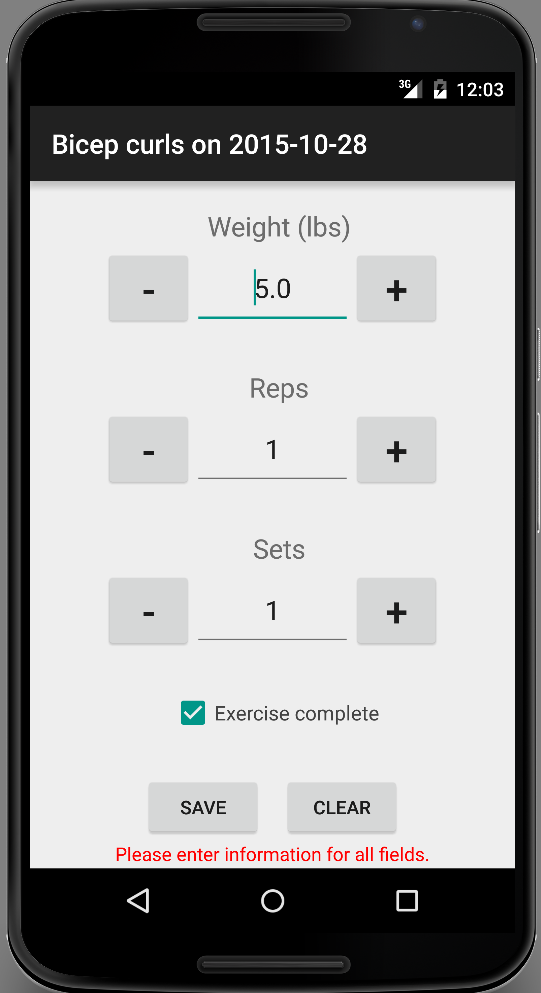 3G 12:03
Bicep curls on 2015-10-28
Weight (lbs)
- 5.0 +
Reps
- 1 +
Sets
- 1 +
Exercise complete
SAVE CLEAR
Please enter information for all fields.